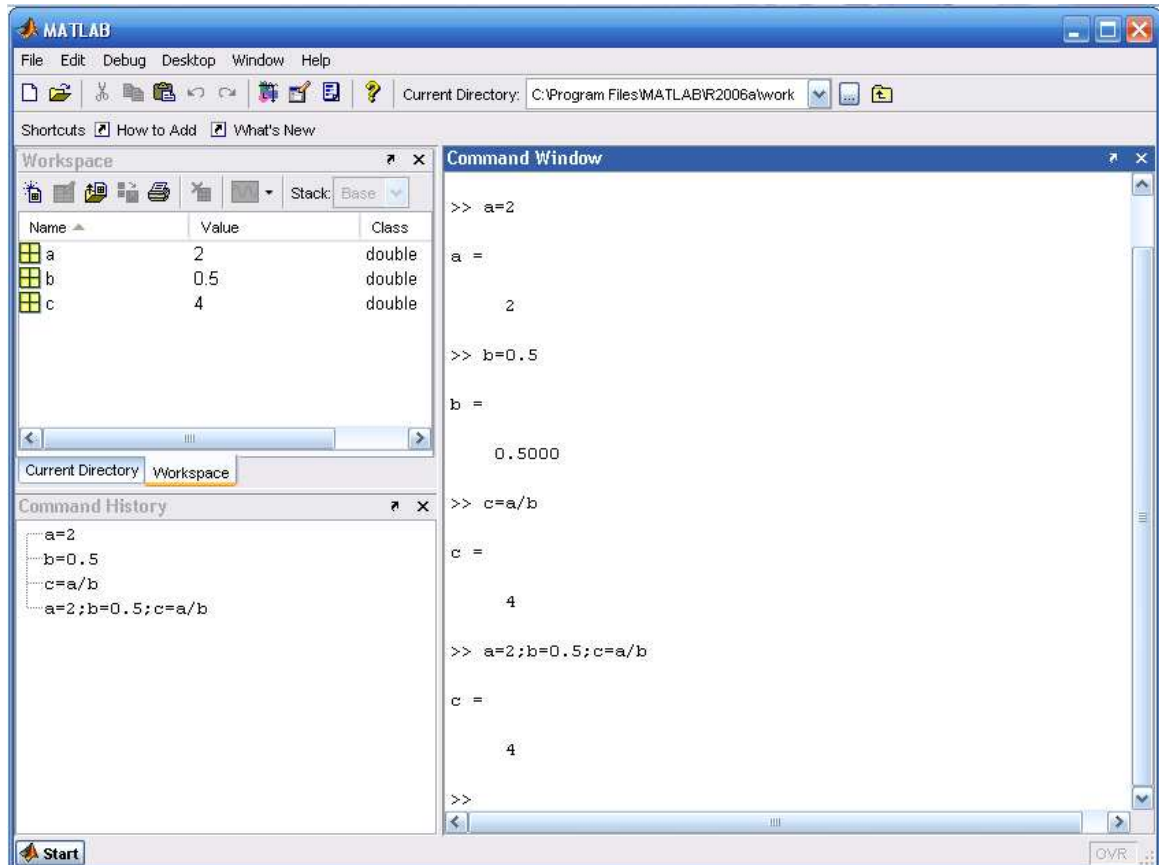 MATLAB
File Edit Debug Desktop Window Help
Current Directory: C:\Program Files\MATLAB\R2006a\work
Shortcuts How to Add What's New
Workspace
Stack: Base
Name Value Class
a 2 double
b 0.5 double
c 4 double
Current Directory Workspace
Command History
a=2
b=0.5
c=a/b
a=2;b=0.5;c=a/b
Command Window
>> a=2
a =
2
>> b=0.5
b =
0.5000
>> c=a/b
c =
4
>> a=2;b=0.5;c=a/b
c =
4
>>
Start
OVR